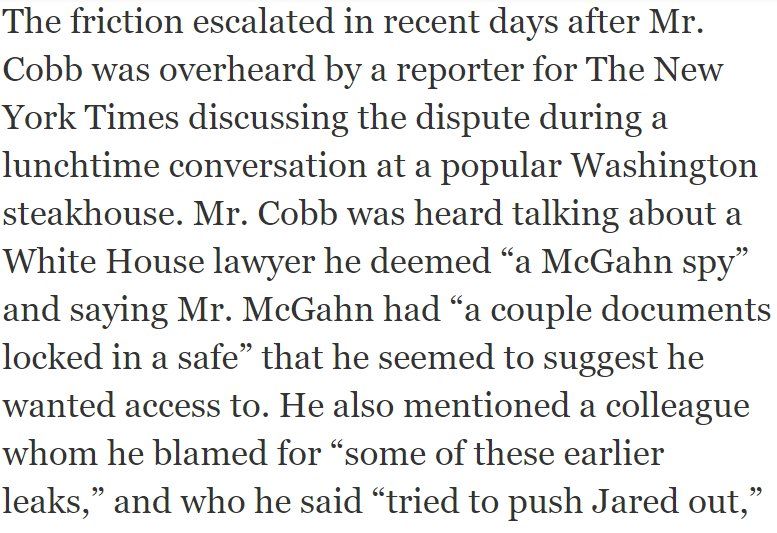 The friction escalated in recent days after Mr.
Cobb was overheard by a reporter for The New
York Times discussing the dispute during a
lunchtime conversation at a popular Washington
steakhouse. Mr. Cobb was heard talking about a
White House lawyer he deemed “a McGahn spy”
and saying Mr. McGahn had “a couple documents
locked in a safe” that he seemed to suggest he
wanted access to. He also mentioned a colleague
whom he blamed for “some of these earlier
leaks,” and who he said “tried to push Jared out,”